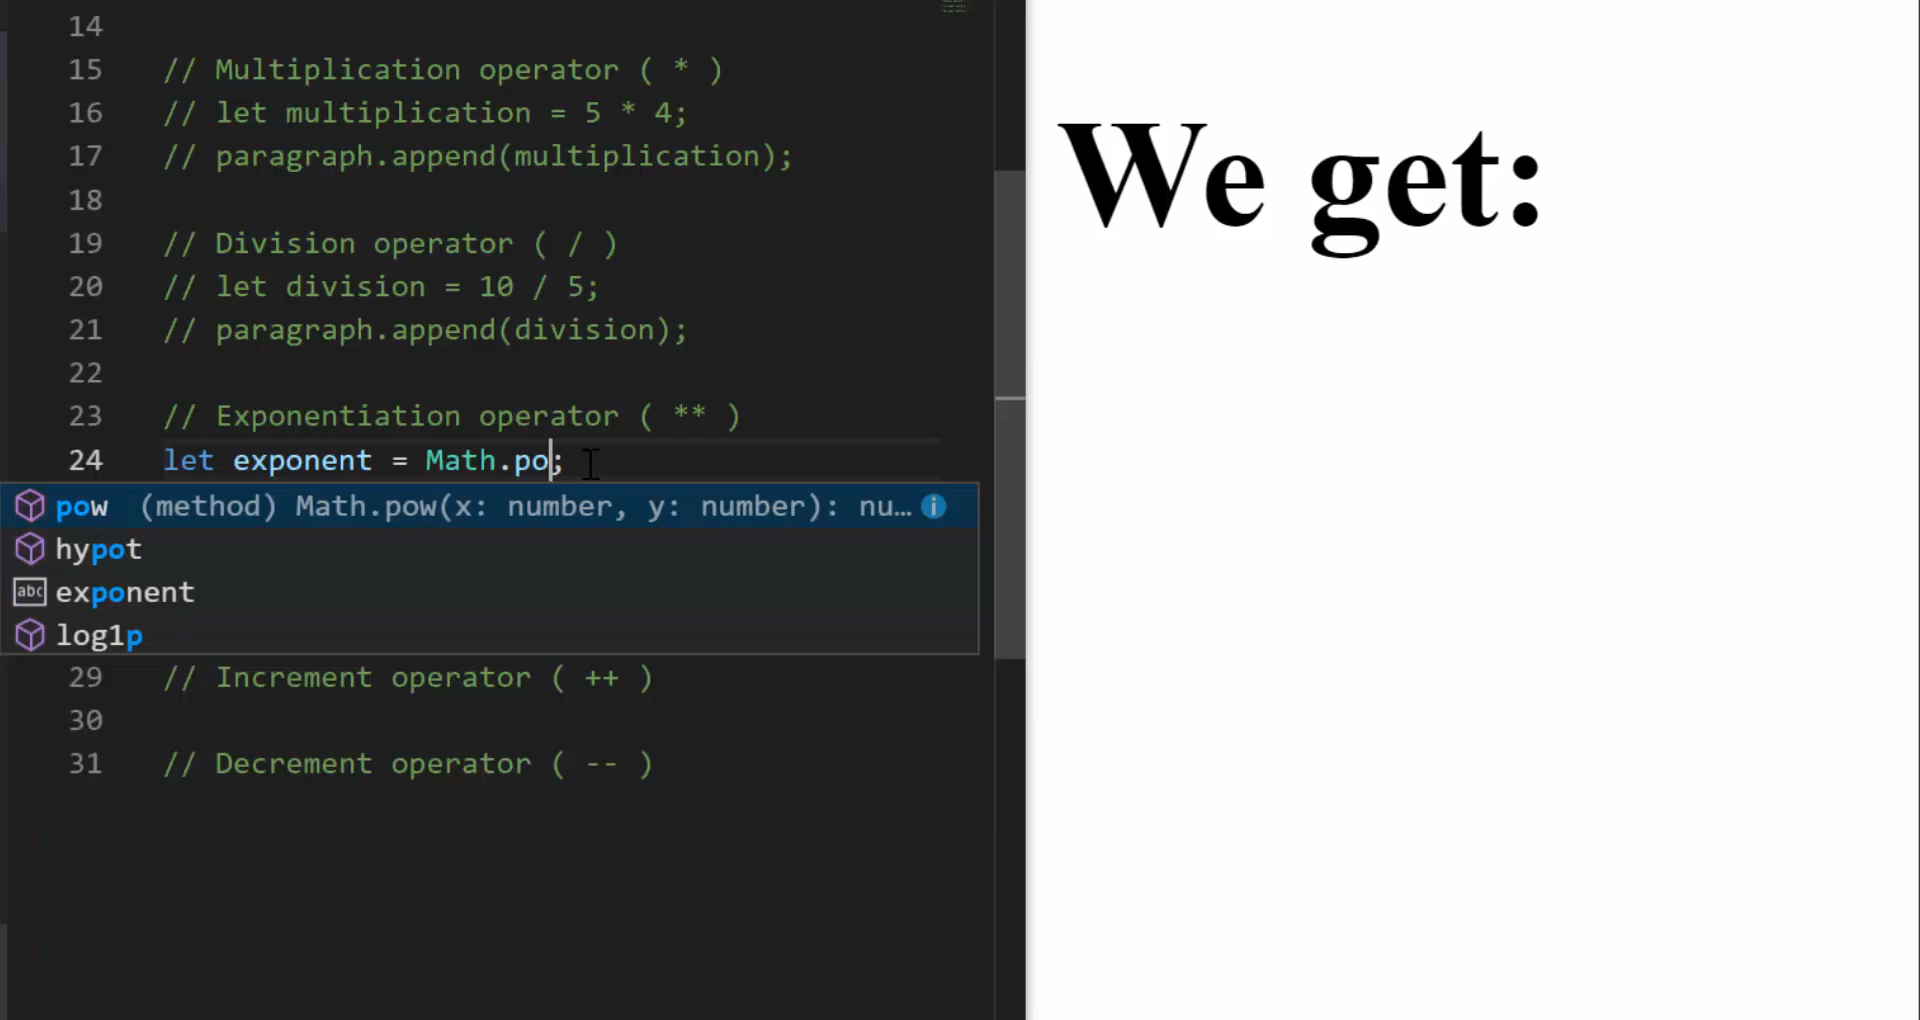 14
15 // Multiplication operator ( * )
16 // let multiplication = 5 * 4;
17 // paragraph.append(multiplication);
18
19 // Division operator ( / )
20 // let division = 10 / 5;
21 // paragraph.append(division);
22
23 // Exponentiation operator ( ** )
24 let exponent = Math.po;
pow (method) Math.pow(x: number, y: number): nu…
hypot
abc exponent
log1p
29 // Increment operator ( ++ )
30
31 // Decrement operator ( -- )
We get: